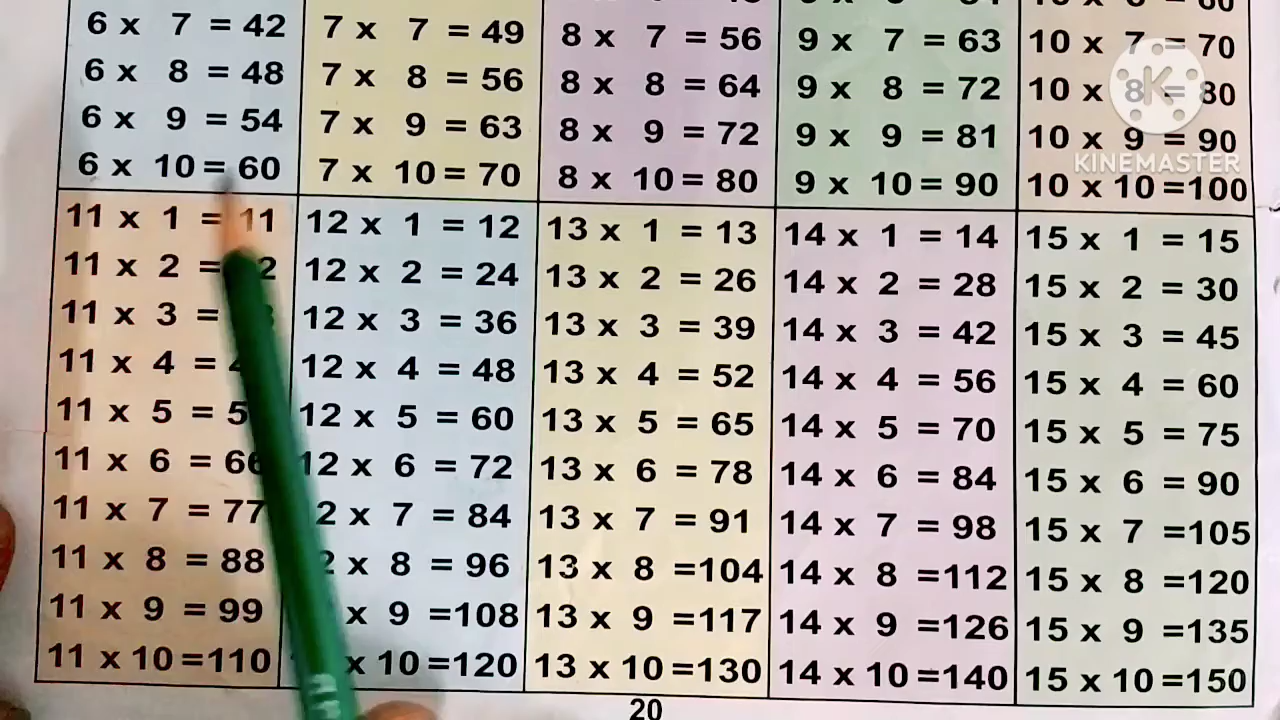 6 x 7 = 42
6 x 8 = 48
6 x 9 = 54
6 x 10 = 60
7 x 7 = 49
7 x 8 = 56
7 x 9 = 63
7 x 10 = 70
8 x 7 = 56
8 x 8 = 64
8 x 9 = 72
8 x 10 = 80
9 x 7 = 63
9 x 8 = 72
9 x 9 = 81
9 x 10 = 90
10 x 7 = 70
10 x 8 = 80
10 x 9 = 90
10 x 10 =100
K
KINEMASTER
11 x 1 = 11
11 x 2 = 2
11 x 3 =
11 x 4 =
11 x 5 = 5
11 x 6 = 66
11 x 7 = 77
11 x 8 = 88
11 x 9 = 99
11 x 10 =110
12 x 1 = 12
12 x 2 = 24
12 x 3 = 36
12 x 4 = 48
12 x 5 = 60
12 x 6 = 72
2 x 7 = 84
2 x 8 = 96
x 9 =108
x 10 =120
13 x 1 = 13
13 x 2 = 26
13 x 3 = 39
13 x 4 = 52
13 x 5 = 65
13 x 6 = 78
13 x 7 = 91
13 x 8 =104
13 x 9 =117
13 x 10 =130
14 x 1 = 14
14 x 2 = 28
14 x 3 = 42
14 x 4 = 56
14 x 5 = 70
14 x 6 = 84
14 x 7 = 98
14 x 8 =112
14 x 9 =126
14 x 10 =140
15 x 1 = 15
15 x 2 = 30
15 x 3 = 45
15 x 4 = 60
15 x 5 = 75
15 x 6 = 90
15 x 7 =105
15 x 8 =120
15 x 9 =135
15 x 10 =150
20